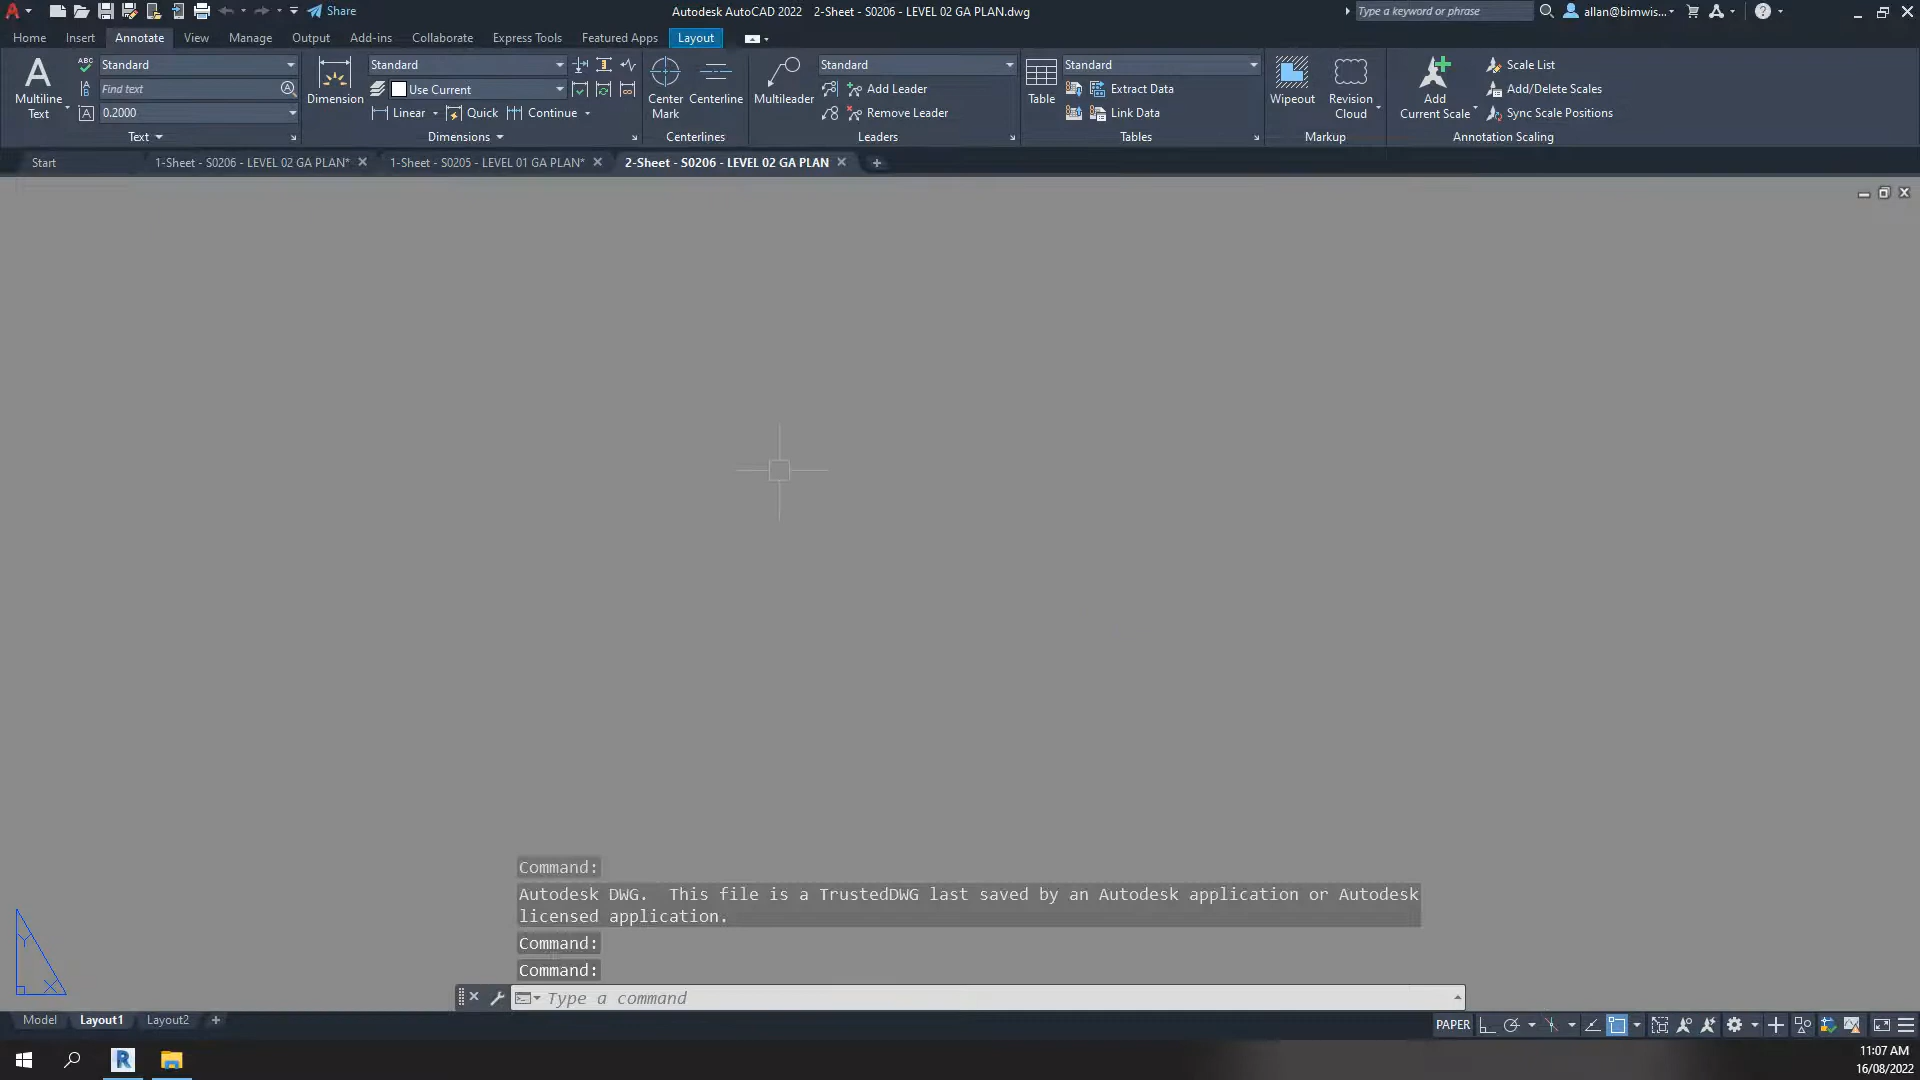 Share
Autodesk AutoCAD 2022 2-Sheet - S0206 - LEVEL 02 GA PLAN.dwg
Type a keyword or phrase
allan@bimwis...
Home Insert Annotate View Manage Output Add-ins Collaborate Express Tools Featured Apps Layout
Standard Standard Standard Standard Scale List
Find text Use Current Add Leader Extract Data Add/Delete Scales
Multiline Dimension Center Centerline Multileader Table Wipeout Revision Add
Text 0.2000 Linear Quick Continue Mark Remove Leader Link Data Cloud Current Scale Sync Scale Positions
Text Dimensions Centerlines Leaders Tables Markup Annotation Scaling
Start 1-Sheet - S0206 - LEVEL 02 GA PLAN* 1-Sheet - S0205 - LEVEL 01 GA PLAN* 2-Sheet - S0206 - LEVEL 02 GA PLAN
Command:
Autodesk DWG. This file is a TrustedDWG last saved by an Autodesk application or Autodesk
licensed application.
Command:
Command:
Y
X
Type a command
Model Layout1 Layout2
PAPER
11:07 AM
16/08/2022